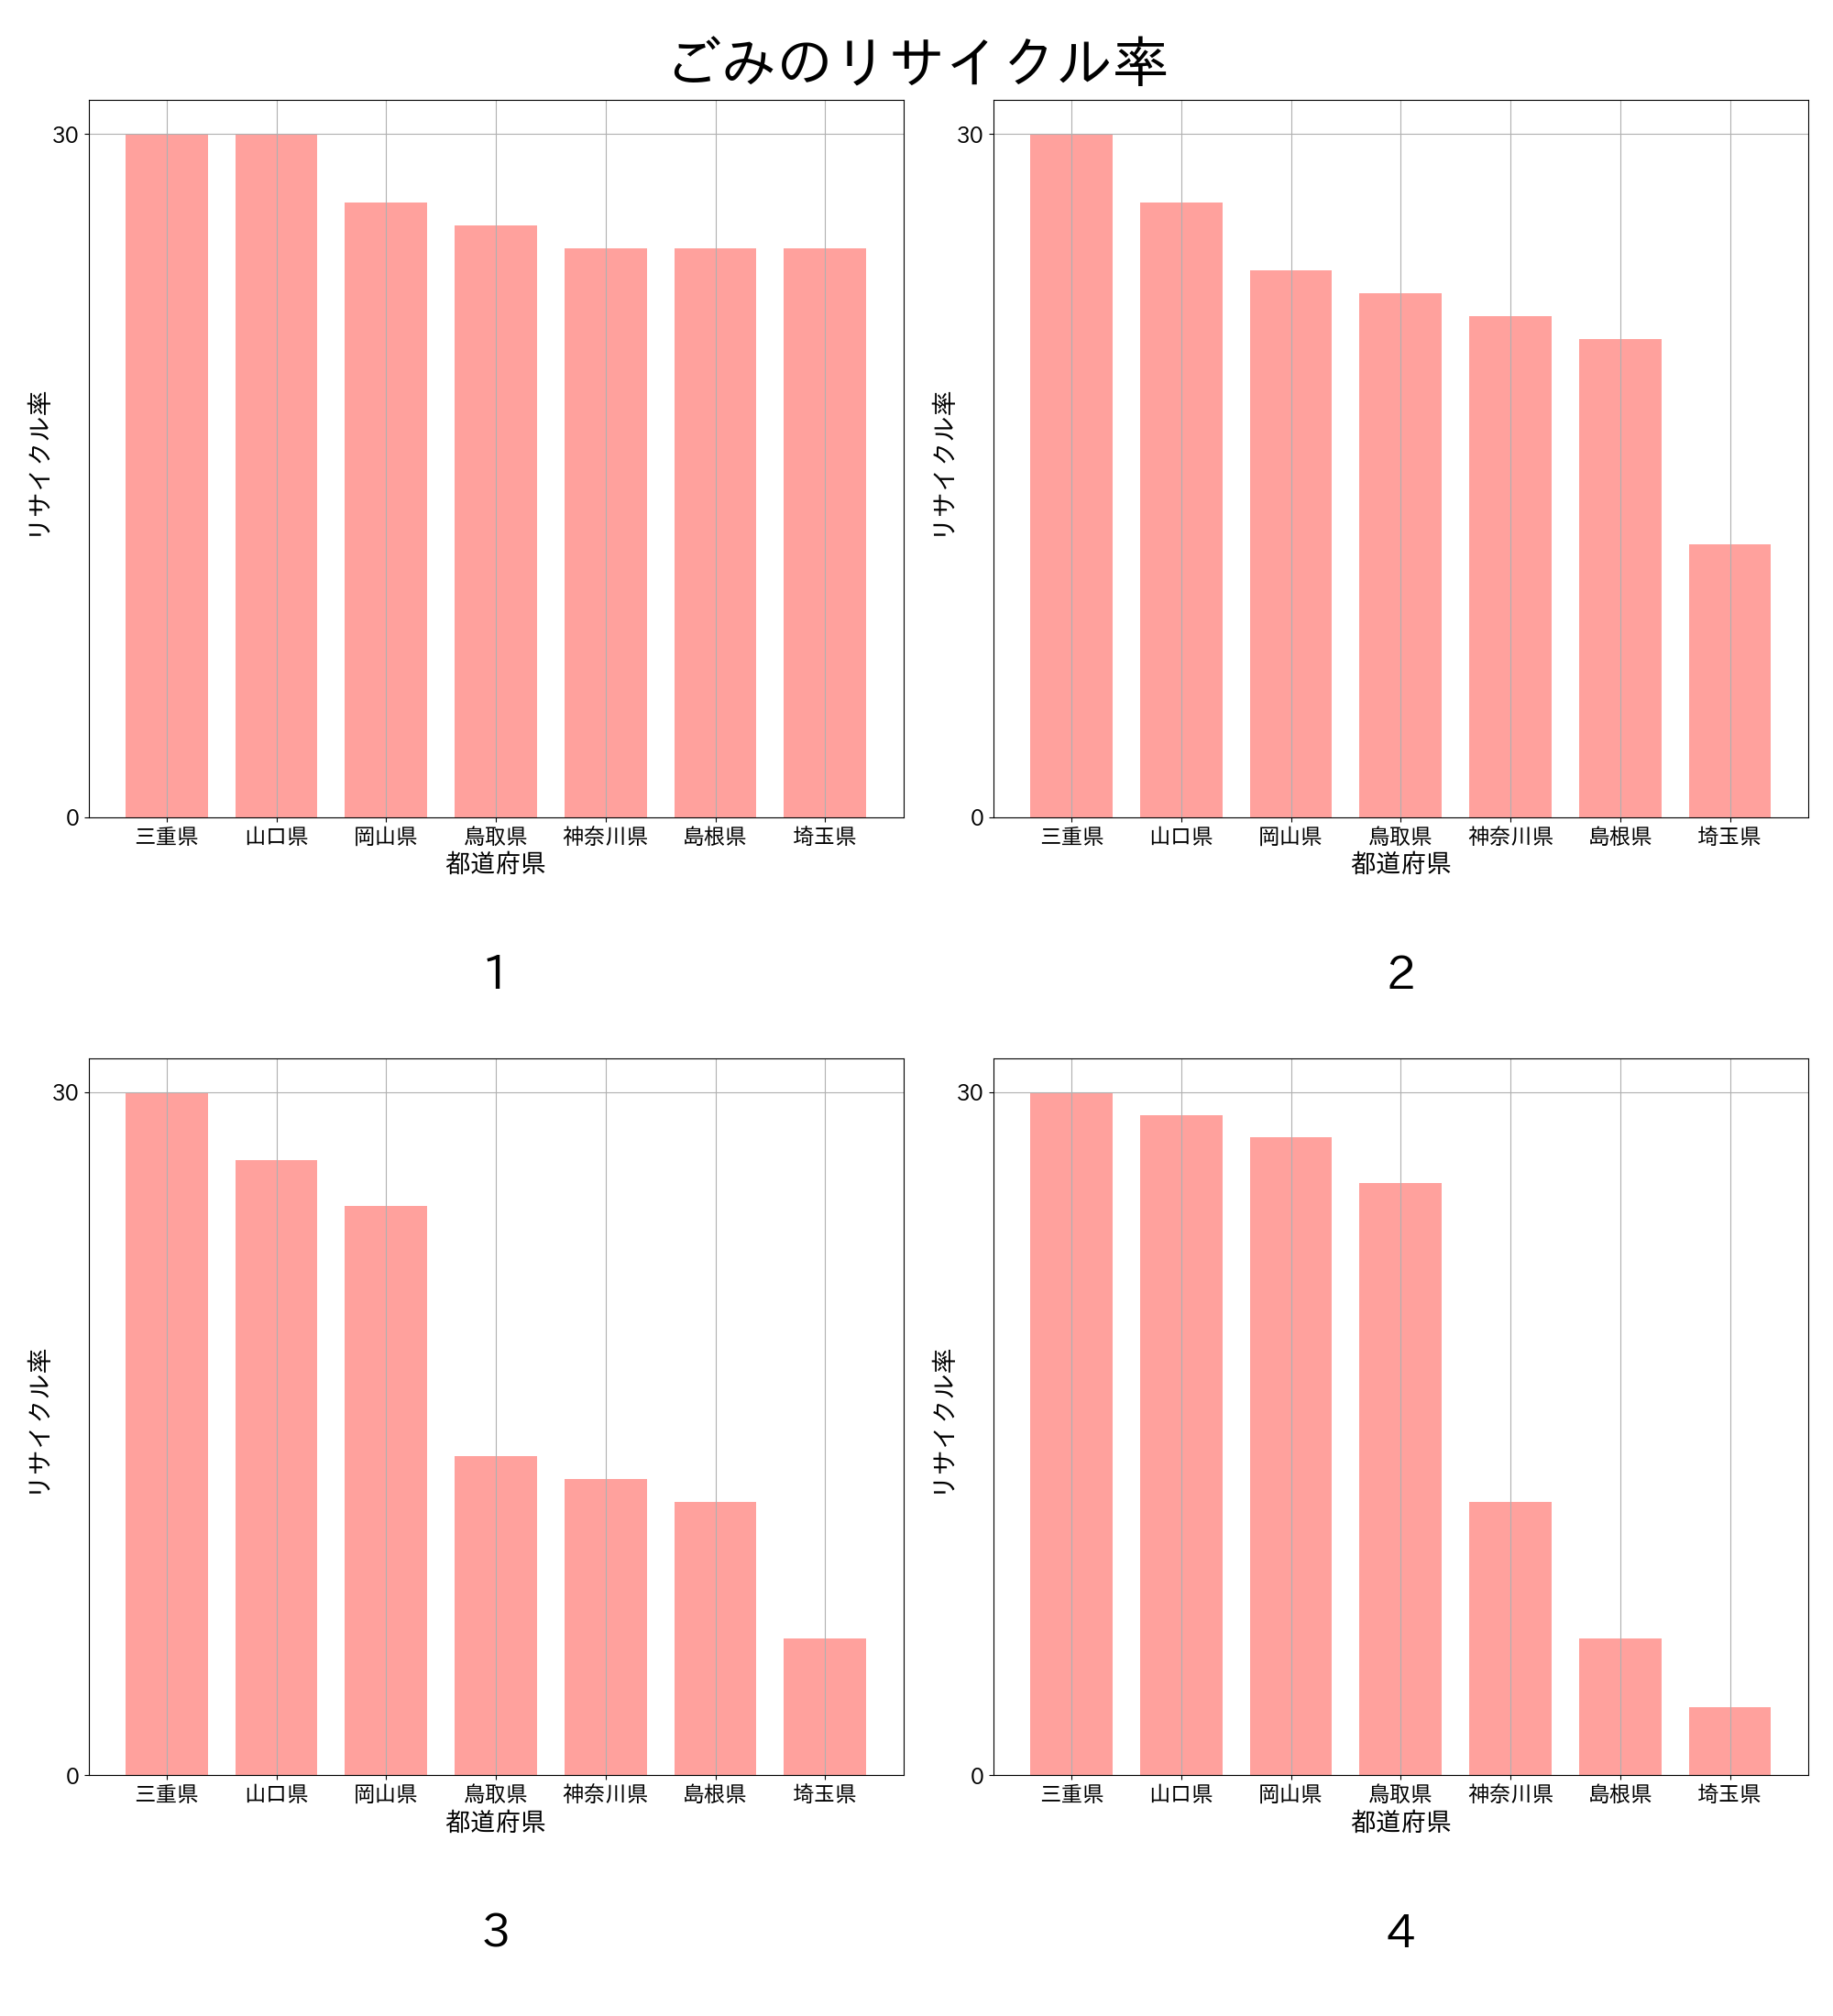 ごみのリサイクル率
30
0
リサイクル率
三重県 山口県 岡山県 鳥取県 神奈川県 島根県 埼玉県
都道府県
1
30
0
リサイクル率
三重県 山口県 岡山県 鳥取県 神奈川県 島根県 埼玉県
都道府県
2
30
0
リサイクル率
三重県 山口県 岡山県 鳥取県 神奈川県 島根県 埼玉県
都道府県
3
30
0
リサイクル率
三重県 山口県 岡山県 鳥取県 神奈川県 島根県 埼玉県
都道府県
4